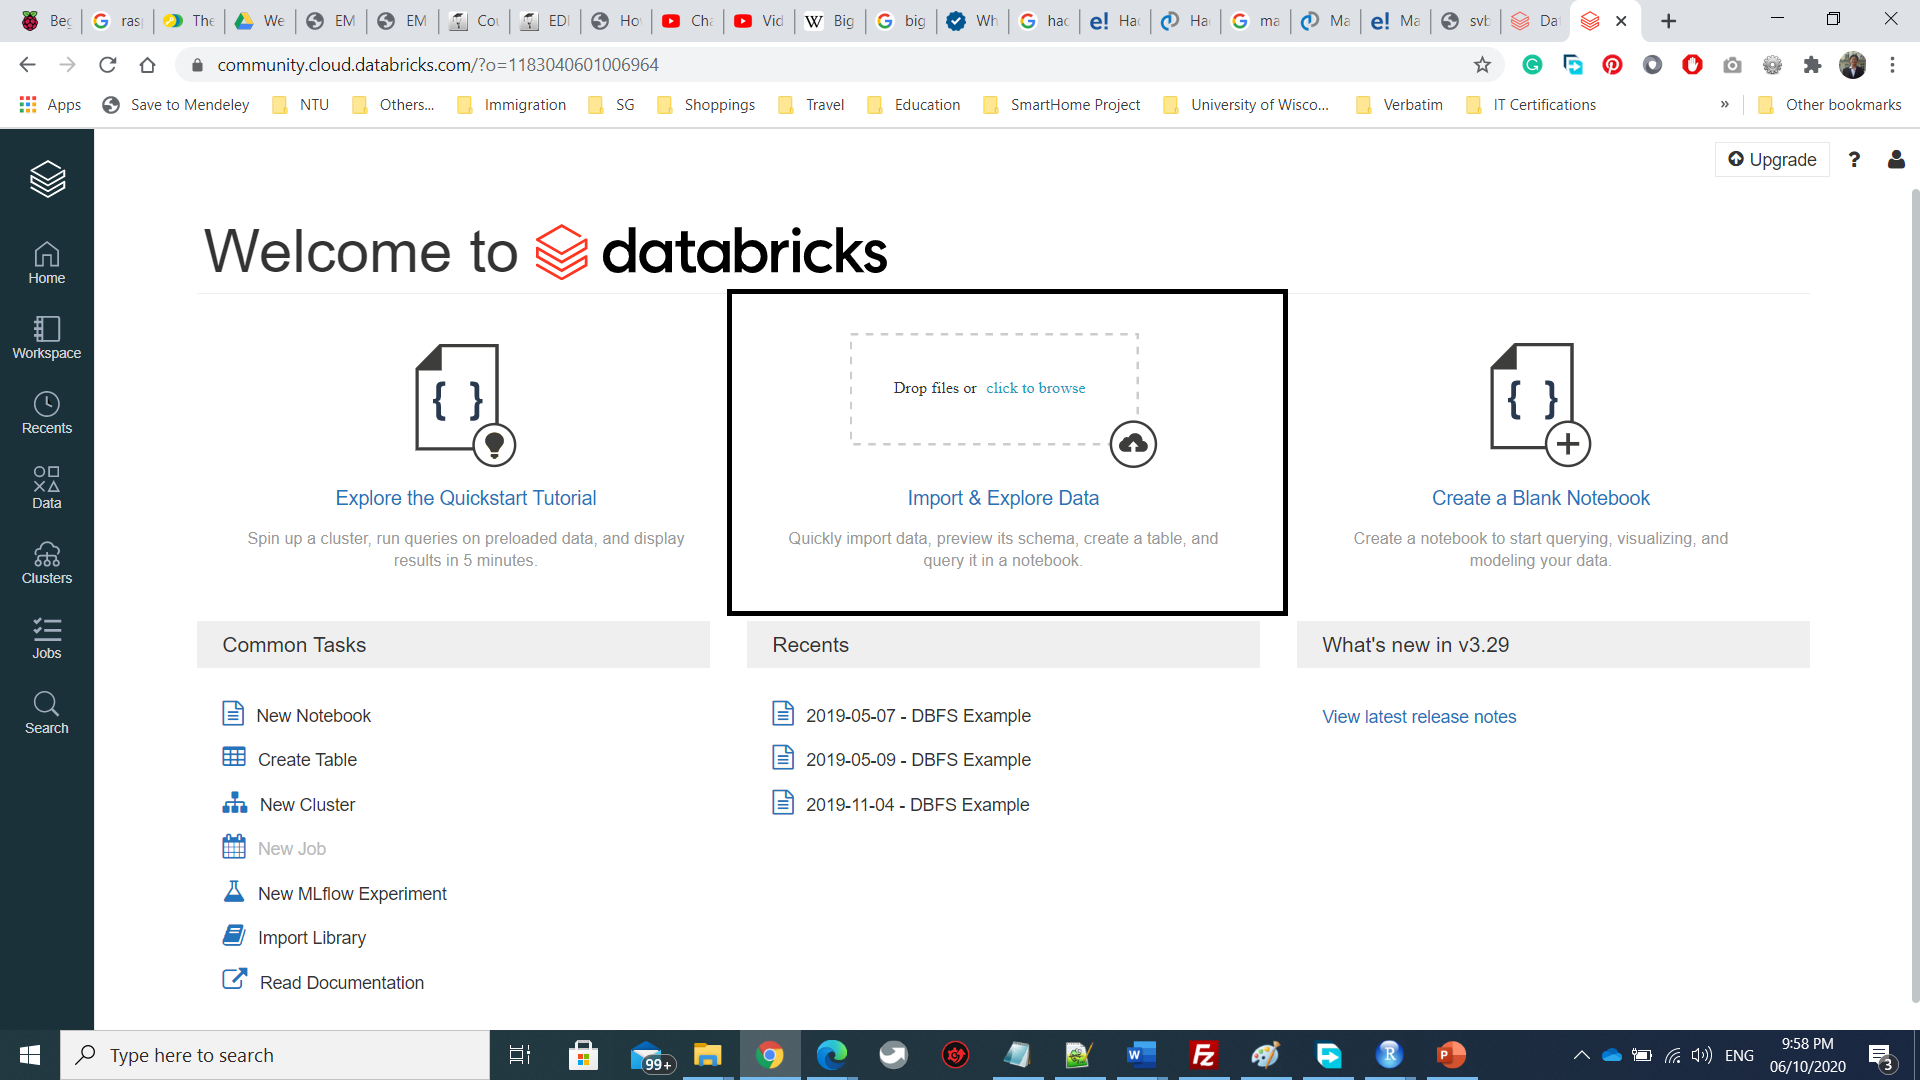 Beg
ras
The
We
EM
EM
Cou
EDI
Ho
Cha
Vid
W Big
big
Wh
hac
e! Hac
Ha
ma
Ma
e! Ma
svb
Dat
community.cloud.databricks.com/?o=1183040601006964
Apps
Save to Mendeley
NTU
Others...
Immigration
SG
Shoppings
Travel
Education
SmartHome Project
University of Wisco...
Verbatim
IT Certifications
»
Other bookmarks
Upgrade
?
Home
Workspace
Recents
Data
Clusters
Jobs
Search
Welcome to databricks
{ }
Explore the Quickstart Tutorial
Spin up a cluster, run queries on preloaded data, and display
results in 5 minutes.
Drop files or click to browse
Import & Explore Data
Quickly import data, preview its schema, create a table, and
query it in a notebook.
{ }
Create a Blank Notebook
Create a notebook to start querying, visualizing, and
modeling your data.
Common Tasks
New Notebook
Create Table
New Cluster
New Job
New MLflow Experiment
Import Library
Read Documentation
Recents
2019-05-07 - DBFS Example
2019-05-09 - DBFS Example
2019-11-04 - DBFS Example
What's new in v3.29
View latest release notes
Type here to search
99+
W
Fz
R
P
ENG
9:58 PM
06/10/2020
3